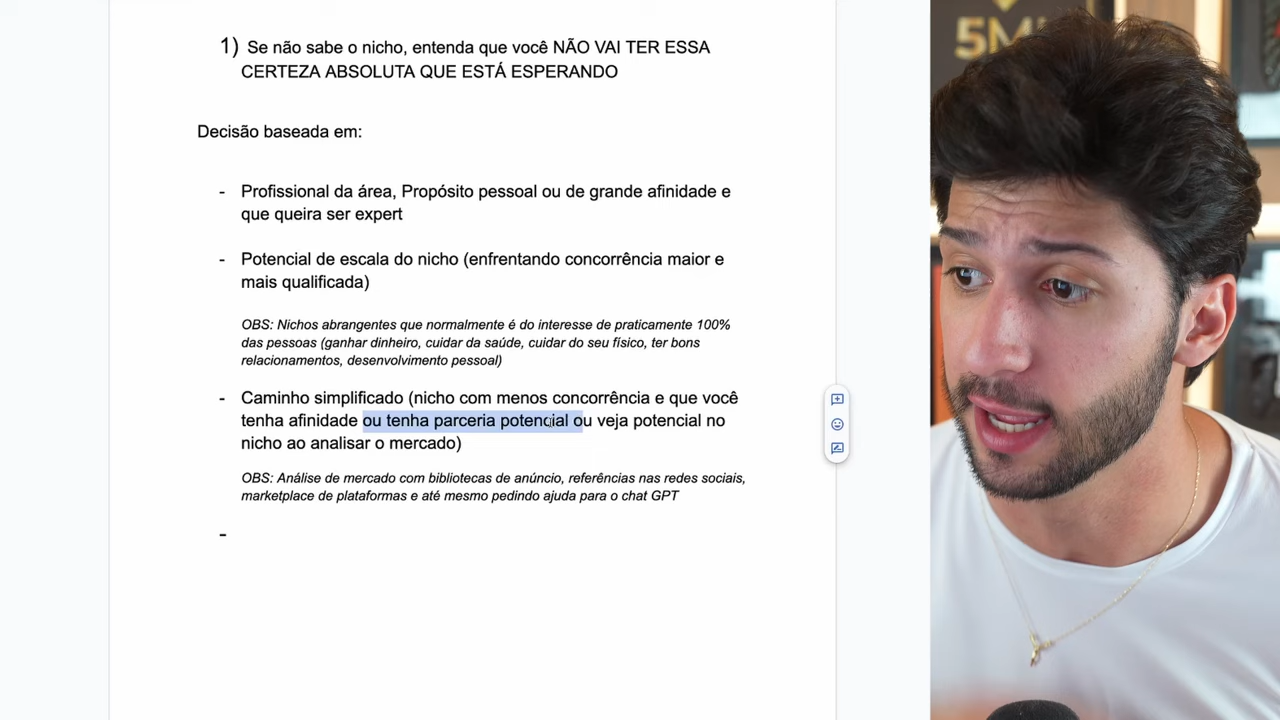 1) Se não sabe o nicho, entenda que você NÃO VAI TER ESSA
CERTEZA ABSOLUTA QUE ESTÁ ESPERANDO
Decisão baseada em:
- Profissional da área, Propósito pessoal ou de grande afinidade e
que queira ser expert
- Potencial de escala do nicho (enfrentando concorrência maior e
mais qualificada)
OBS: Nichos abrangentes que normalmente é do interesse de praticamente 100%
das pessoas (ganhar dinheiro, cuidar da saúde, cuidar do seu físico, ter bons
relacionamentos, desenvolvimento pessoal)
- Caminho simplificado (nicho com menos concorrência e que você
tenha afinidade ou tenha parceria potencial ou veja potencial no
nicho ao analisar o mercado)
OBS: Análise de mercado com bibliotecas de anúncio, referências nas redes sociais,
marketplace de plataformas e até mesmo pedindo ajuda para o chat GPT
-